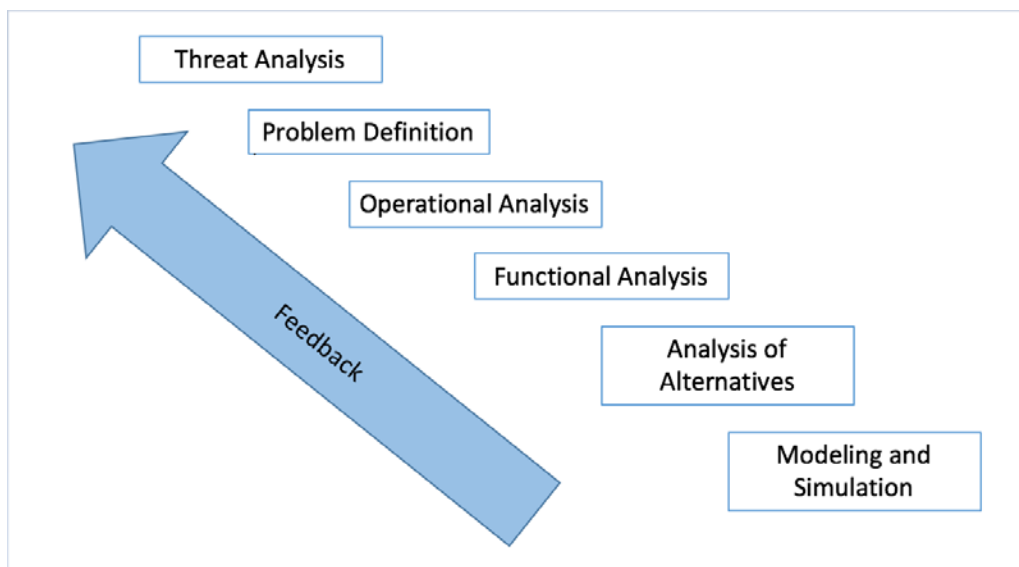 Threat Analysis
Problem Definition
Operational Analysis
Functional Analysis
Feedback
Analysis of
Alternatives
Modeling and
Simulation